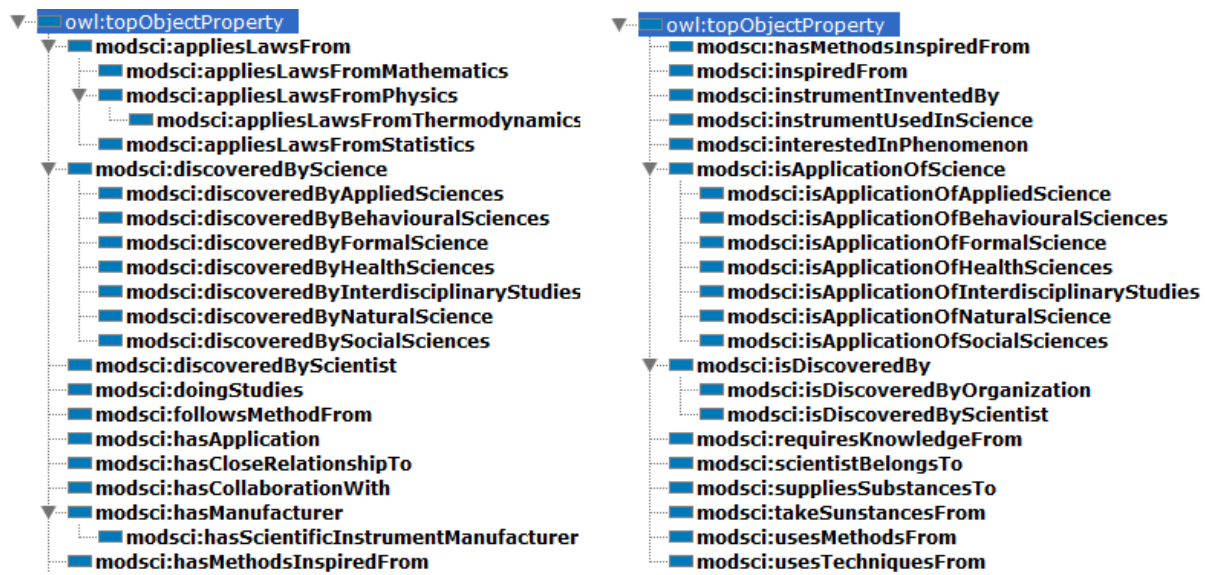 owl:topObjectProperty
modsci:appliesLawsFrom
modsci:appliesLawsFromMathematics
modsci:appliesLawsFromPhysics
modsci:appliesLawsFromThermodynamics
modsci:appliesLawsFromStatistics
modsci:discoveredByScience
modsci:discoveredByAppliedSciences
modsci:discoveredByBehaviouralSciences
modsci:discoveredByFormalScience
modsci:discoveredByHealthSciences
modsci:discoveredByInterdisciplinaryStudies
modsci:discoveredByNaturalScience
modsci:discoveredBySocialSciences
modsci:discoveredByScientist
modsci:doingStudies
modsci:followsMethodFrom
modsci:hasApplication
modsci:hasCloseRelationshipTo
modsci:hasCollaborationWith
modsci:hasManufacturer
modsci:hasScientificInstrumentManufacturer
modsci:hasMethodsInspiredFrom
owl:topObjectProperty
modsci:hasMethodsInspiredFrom
modsci:inspiredFrom
modsci:instrumentInventedBy
modsci:instrumentUsedInScience
modsci:interestedInPhenomenon
modsci:isApplicationOfScience
modsci:isApplicationOfAppliedScience
modsci:isApplicationOfBehaviouralSciences
modsci:isApplicationOfFormalScience
modsci:isApplicationOfHealthSciences
modsci:isApplicationOfInterdisciplinaryStudies
modsci:isApplicationOfNaturalScience
modsci:isApplicationOfSocialSciences
modsci:isDiscoveredBy
modsci:isDiscoveredByOrganization
modsci:isDiscoveredByScientist
modsci:requiresKnowledgeFrom
modsci:scientistBelongsTo
modsci:suppliesSubstancesTo
modsci:takeSunstancesFrom
modsci:usesMethodsFrom
modsci:usesTechniquesFrom